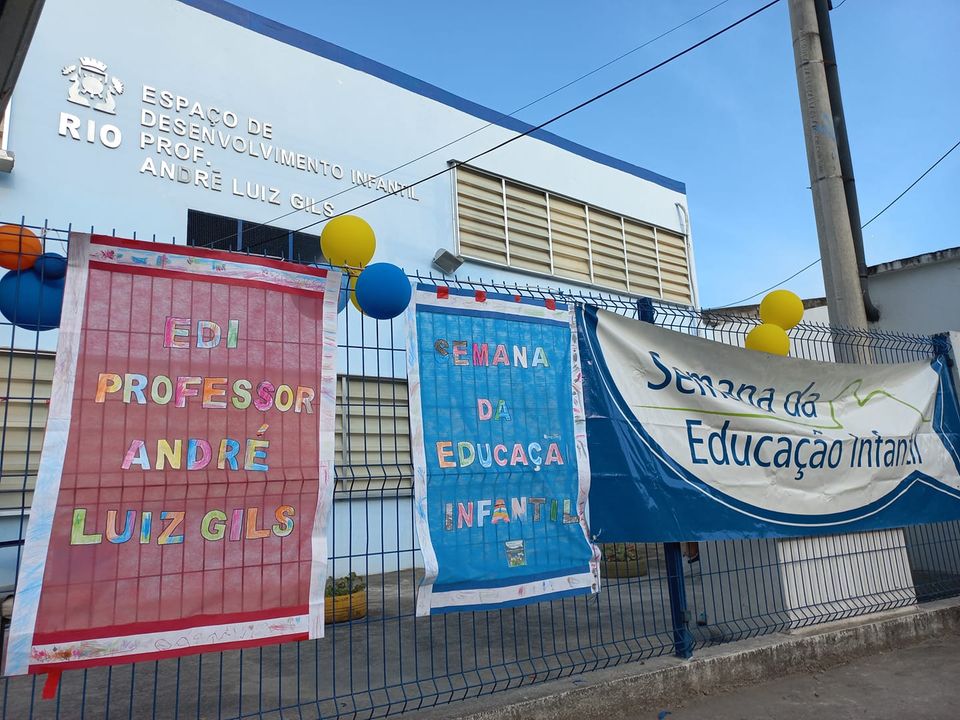 RIO
ESPAÇO DE
DESENVOLVIMENTO INFANTIL
PROF.
ANDRÉ LUIZ GILS
EDI
PROFESSOR
ANDRÉ
LUIZ GILS
SEMANA
DA
EDUCAÇA
INFANTIL
Semana da
Educação Infantil